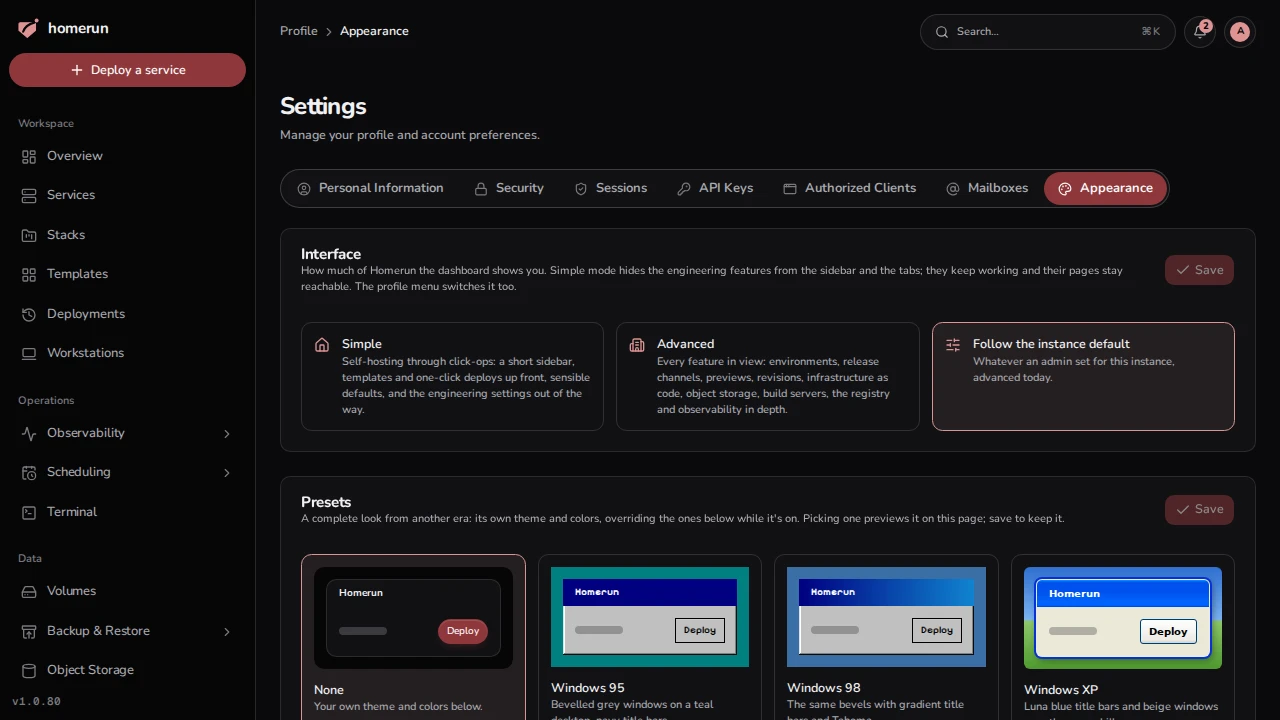 homerun
Profile > Appearance
Search... ⌘K
2
A
+ Deploy a service
Workspace
Overview
Services
Stacks
Templates
Deployments
Workstations
Operations
Observability
Scheduling
Terminal
Data
Volumes
Backup & Restore
Object Storage
v1.0.80
Settings
Manage your profile and account preferences.
Personal Information
Security
Sessions
API Keys
Authorized Clients
Mailboxes
Appearance
Interface
How much of Homerun the dashboard shows you. Simple mode hides the engineering features from the sidebar and the tabs; they keep working and their pages stay
reachable. The profile menu switches it too.
Save
Simple
Self-hosting through click-ops: a short sidebar,
templates and one-click deploys up front, sensible
defaults, and the engineering settings out of the
way.
Advanced
Every feature in view: environments, release
channels, previews, revisions, infrastructure as
code, object storage, build servers, the registry
and observability in depth.
Follow the instance default
Whatever an admin set for this instance,
advanced today.
Presets
A complete look from another era: its own theme and colors, overriding the ones below while it's on. Picking one previews it on this page; save to keep it.
Save
Homerun
Deploy
None
Your own theme and colors below.
Homerun
Deploy
Windows 95
Bevelled grey windows on a teal
desktop, navy title bars
Homerun
Deploy
Windows 98
The same bevels with gradient title
bars and Tahoma
Homerun
Deploy
Windows XP
Luna blue title bars and beige windows